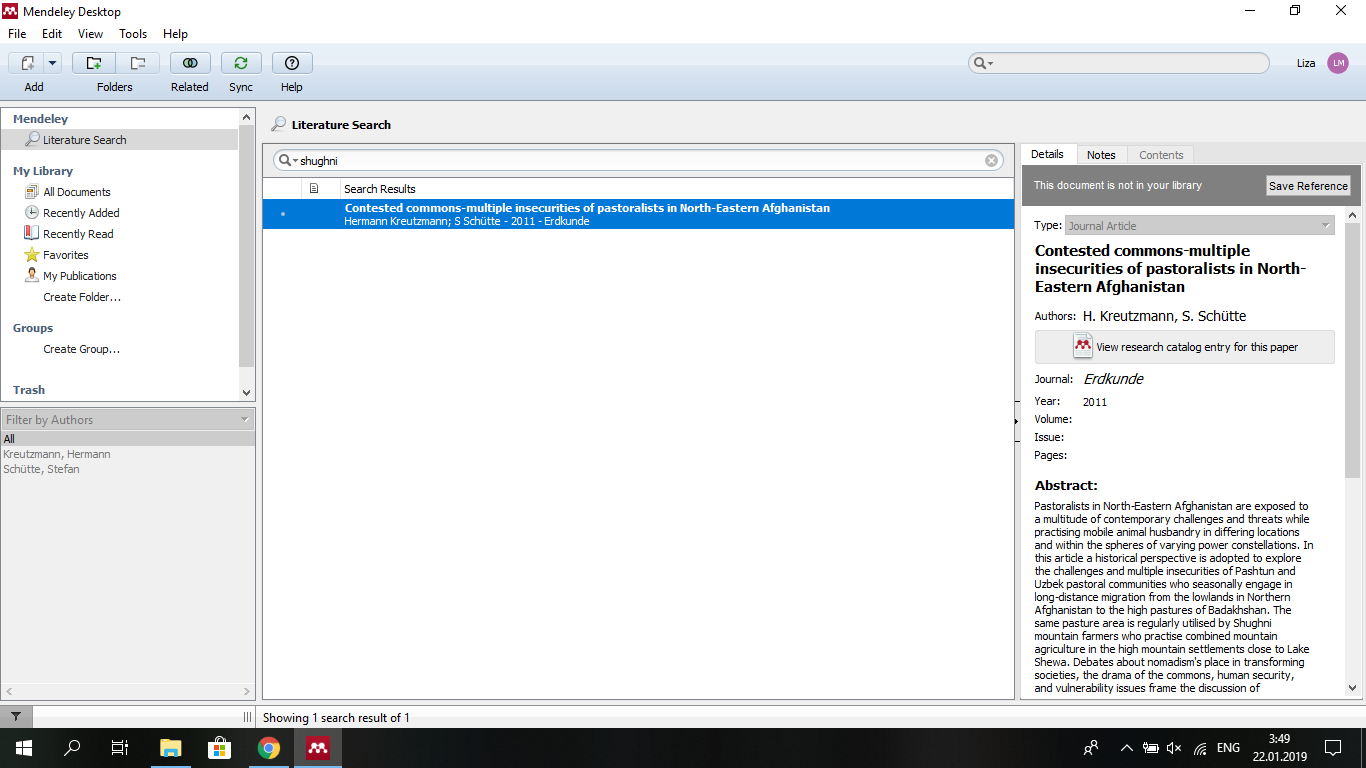 Mendeley Desktop
File Edit View Tools Help
Liza LM
Add Folders Related Sync Help
Mendeley
Literature Search
My Library
All Documents
Recently Added
Recently Read
Favorites
My Publications
Create Folder...
Groups
Create Group...
Trash
Filter by Authors
All
Kreutzmann, Hermann
Schütte, Stefan
Literature Search
shughni
Search Results
Contested commons-multiple insecurities of pastoralists in North-Eastern Afghanistan
Hermann Kreutzmann; S Schütte - 2011 - Erdkunde
Showing 1 search result of 1
Details Notes Contents
This document is not in your library Save Reference
Type: Journal Article
Contested commons-multiple
insecurities of pastoralists in North-
Eastern Afghanistan
Authors: H. Kreutzmann, S. Schütte
View research catalog entry for this paper
Journal: Erdkunde
Year: 2011
Volume:
Issue:
Pages:
Abstract:
Pastoralists in North-Eastern Afghanistan are exposed to
a multitude of contemporary challenges and threats while
practising mobile animal husbandry in differing locations
and within the spheres of varying power constellations. In
this article a historical perspective is adopted to explore
the challenges and multiple insecurities of Pashtun and
Uzbek pastoral communities who seasonally engage in
long-distance migration from the lowlands in Northern
Afghanistan to the high pastures of Badakhshan. The
same pasture area is regularly utilised by Shughni
mountain farmers who practise combined mountain
agriculture in the high mountain settlements close to Lake
Shewa. Debates about nomadism's place in transforming
societies, the drama of the commons, human security,
and vulnerability issues frame the discussion of
ENG
3:49
22.01.2019